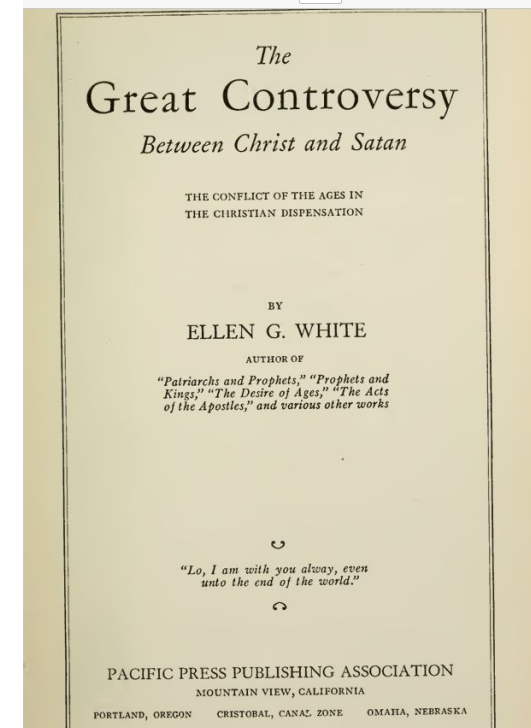 The
Great Controversy
Between Christ and Satan
THE CONFLICT OF THE AGES IN
THE CHRISTIAN DISPENSATION
BY
ELLEN G. WHITE
AUTHOR OF
“Patriarchs and Prophets,” “Prophets and
Kings,” “The Desire of Ages,” “The Acts
of the Apostles,” and various other works
“Lo, I am with you alway, even
unto the end of the world.”
PACIFIC PRESS PUBLISHING ASSOCIATION
MOUNTAIN VIEW, CALIFORNIA
PORTLAND, OREGON CRISTOBAL, CANAL ZONE OMAHA, NEBRASKA